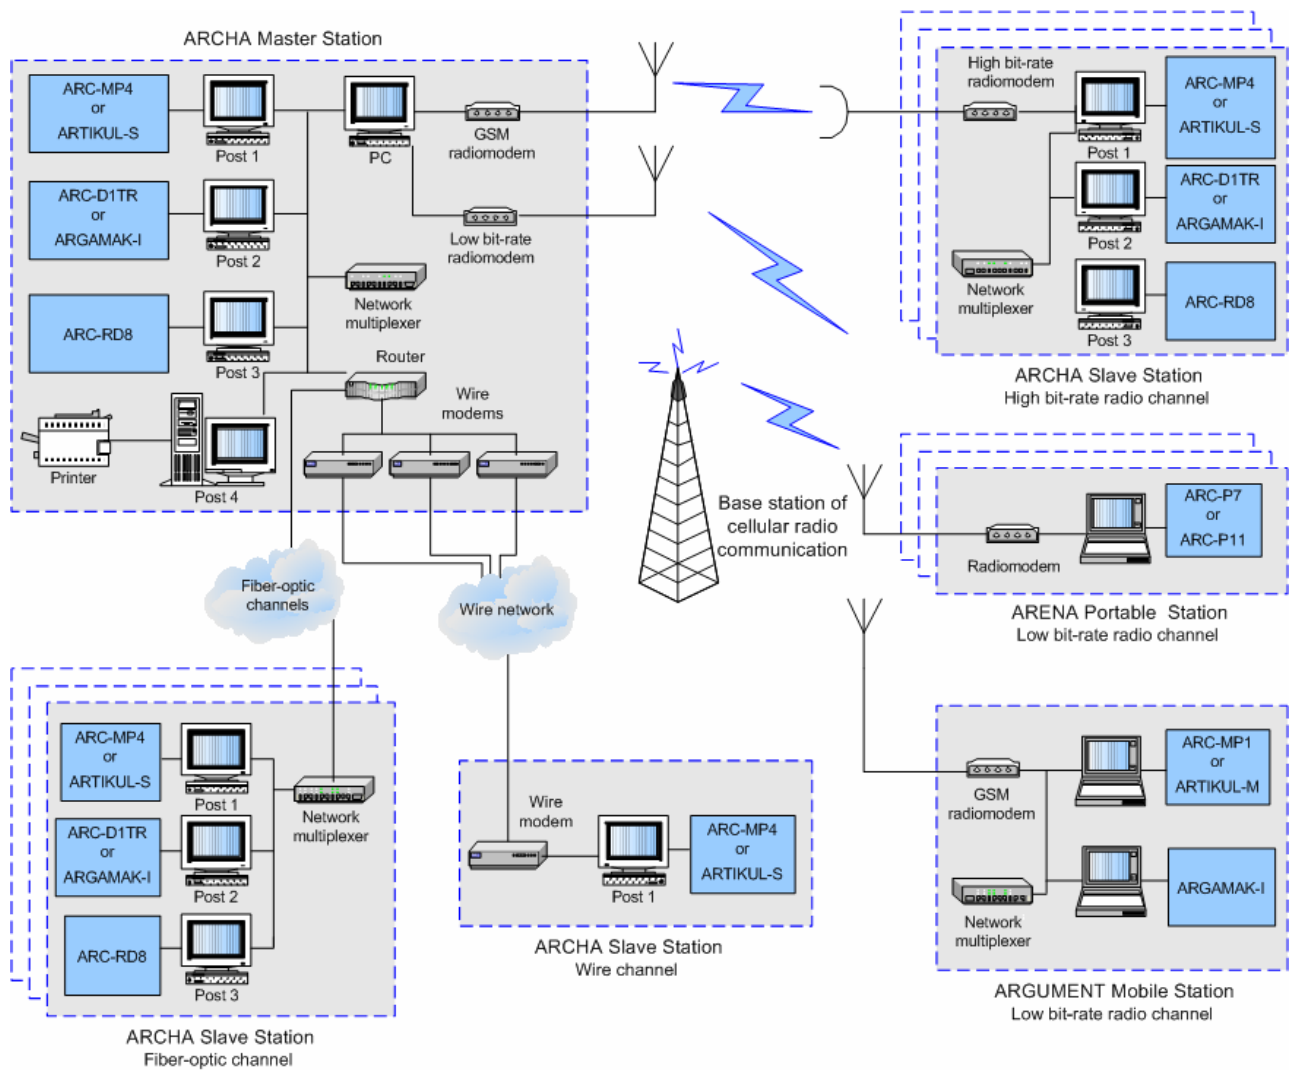 ARCHA Master Station
ARC-MP4
or
ARTIKUL-S
Post 1
PC
GSM
radiomodem
ARC-D1TR
or
ARGAMAK-I
Post 2
Low bit-rate
radiomodem
Network
multiplexer
ARC-RD8
Post 3
Router
Wire
modems
Printer
Post 4
Fiber-optic
channels
Wire network
Base station of
cellular radio
communication
High bit-rate
radiomodem
Post 1
ARC-MP4
or
ARTIKUL-S
Post 2
ARC-D1TR
or
ARGAMAK-I
Network
multiplexer
Post 3
ARC-RD8
ARCHA Slave Station
High bit-rate radio channel
Radiomodem
ARC-P7
or
ARC-P11
ARENA Portable Station
Low bit-rate radio channel
GSM
radiomodem
ARC-MP1
or
ARTIKUL-M
Network
multiplexer
ARGAMAK-I
ARGUMENT Mobile Station
Low bit-rate radio channel
ARC-MP4
or
ARTIKUL-S
Post 1
Network
multiplexer
ARC-D1TR
or
ARGAMAK-I
Post 2
ARC-RD8
Post 3
ARCHA Slave Station
Fiber-optic channel
Wire
modem
Post 1
ARC-MP4
or
ARTIKUL-S
ARCHA Slave Station
Wire channel